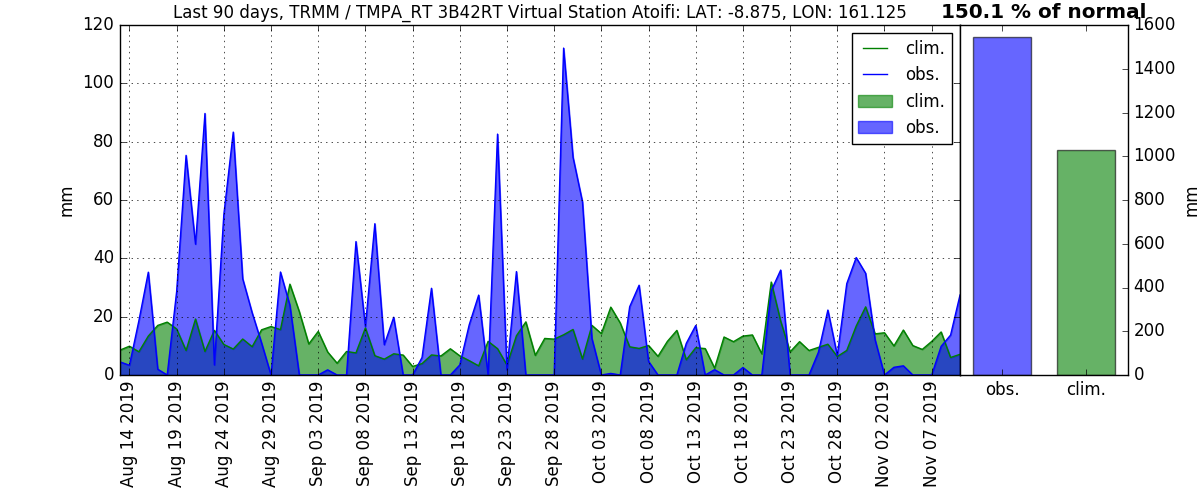 Last 90 days, TRMM / TMPA_RT 3B42RT Virtual Station Atoifi: LAT: -8.875, LON: 161.125
150.1 % of normal
120
100
80
60
40
20
0
mm
clim.
obs.
clim.
obs.
1600
1400
1200
1000
800
600
400
200
0
mm
Aug 14 2019
Aug 19 2019
Aug 24 2019
Aug 29 2019
Sep 03 2019
Sep 08 2019
Sep 13 2019
Sep 18 2019
Sep 23 2019
Sep 28 2019
Oct 03 2019
Oct 08 2019
Oct 13 2019
Oct 18 2019
Oct 23 2019
Oct 28 2019
Nov 02 2019
Nov 07 2019
obs.
clim.